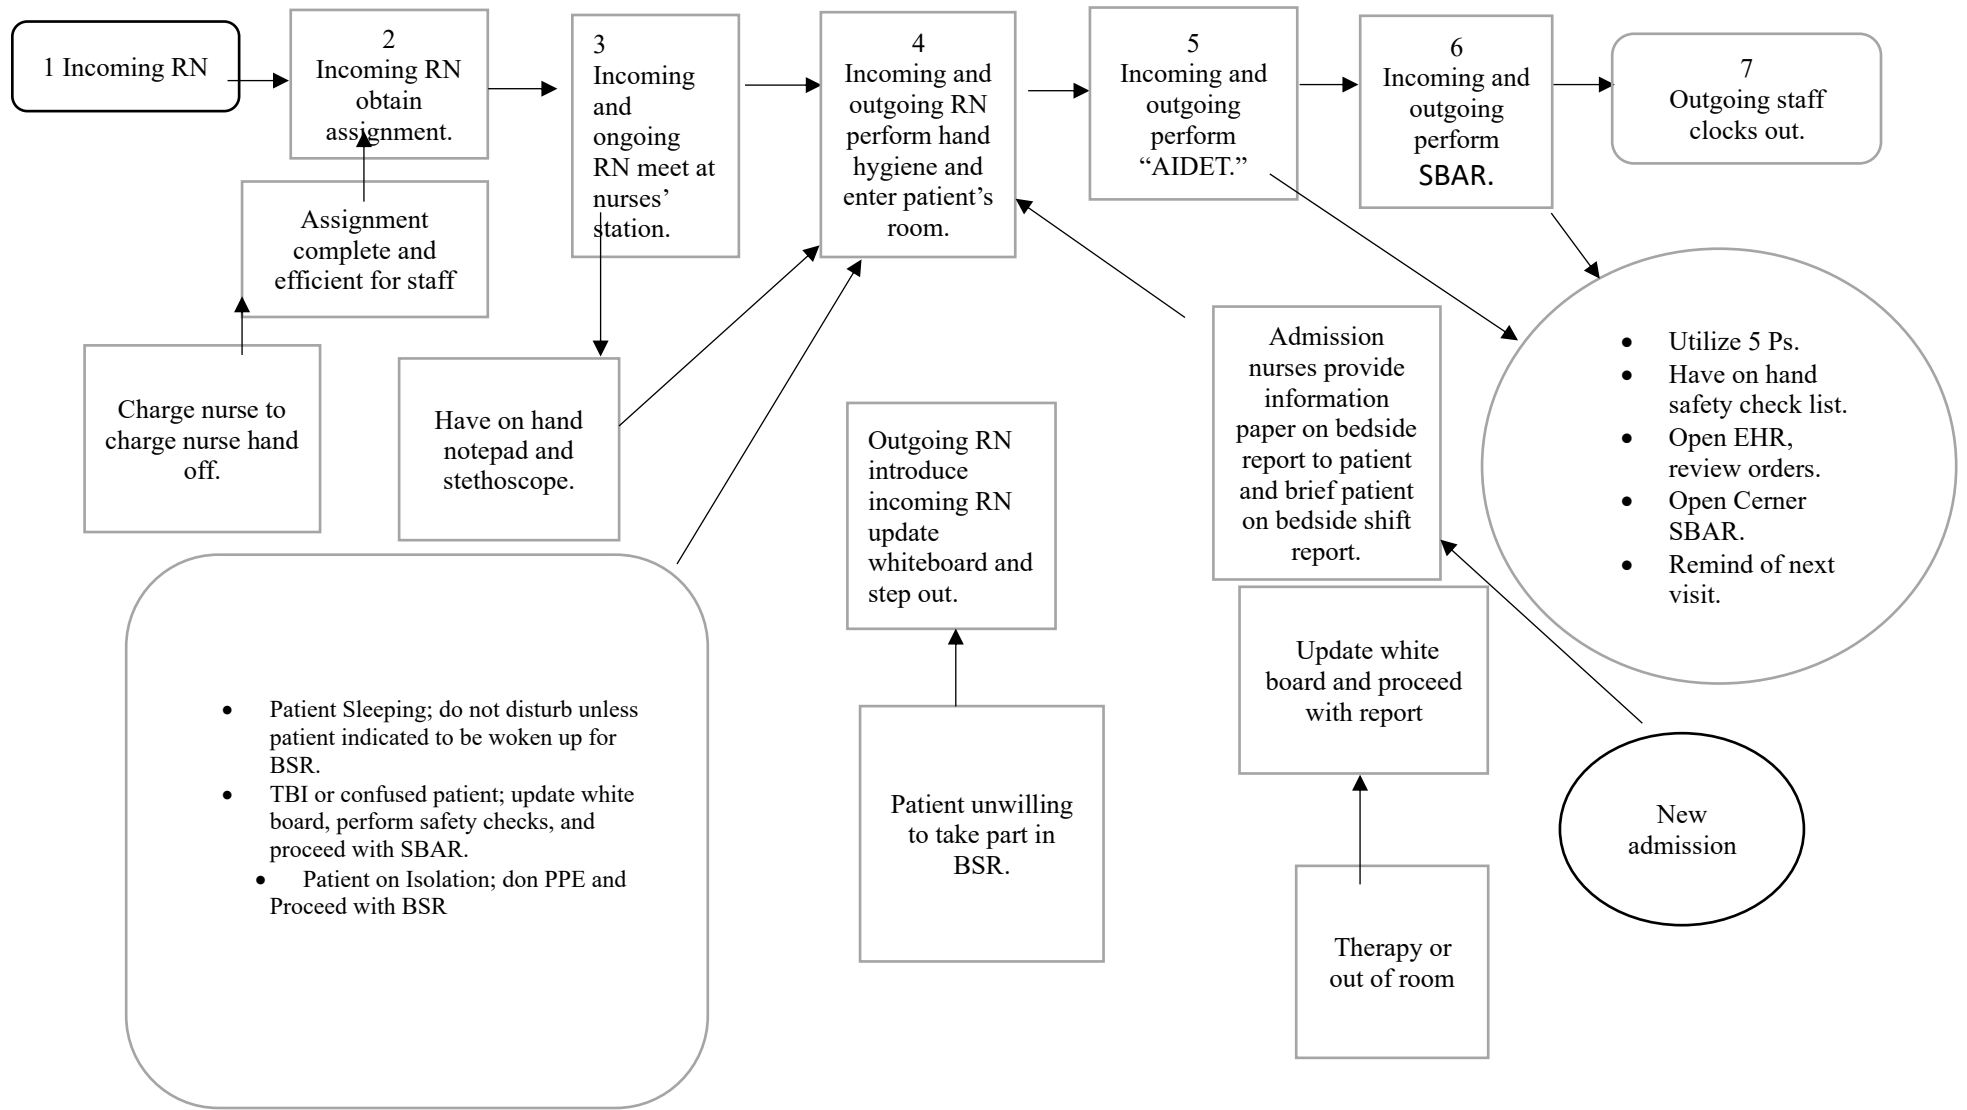 1 Incoming RN
2
Incoming RN
obtain
assignment.
3
Incoming
and
ongoing
RN meet at
nurses’
station.
4
Incoming and
outgoing RN
perform hand
hygiene and
enter patient’s
room.
5
Incoming and
outgoing
perform
“AIDET.”
6
Incoming and
outgoing
perform
SBAR.
7
Outgoing staff
clocks out.
Assignment
complete and
efficient for staff
Charge nurse to
charge nurse hand
off.
Have on hand
notepad and
stethoscope.
Outgoing RN
introduce
incoming RN
update
whiteboard and
step out.
Admission
nurses provide
information
paper on bedside
report to patient
and brief patient
on bedside shift
report.
• Utilize 5 Ps.
• Have on hand
safety check list.
• Open EHR,
review orders.
• Open Cerner
SBAR.
• Remind of next
visit.
Update white
board and proceed
with report
• Patient Sleeping; do not disturb unless
patient indicated to be woken up for
BSR.
• TBI or confused patient; update white
board, perform safety checks, and
proceed with SBAR.
• Patient on Isolation; don PPE and
Proceed with BSR
Patient unwilling
to take part in
BSR.
New
admission
Therapy or
out of room